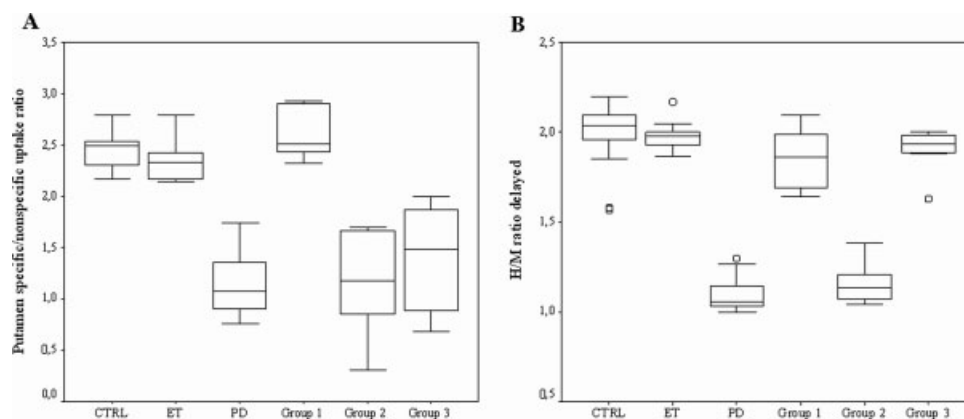 A
Putamen specific/nonspecific uptake ratio
3,5
3,0
2,5
2,0
1,5
1,0
0,5
0,0
CTRL ET PD Group 1 Group 2 Group 3
B
H/M ratio delayed
2,5
2,0
1,5
1,0
0,5
CTRL ET PD Group 1 Group 2 Group 3